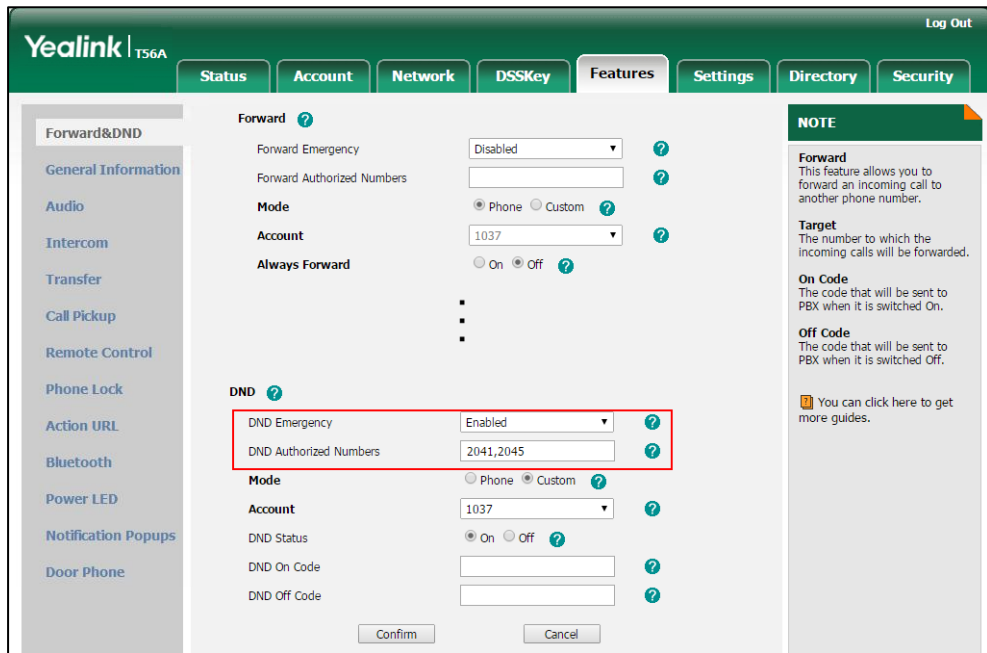 Log Out
Yealink | T56A
Status Account Network DSSKey Features Settings Directory Security
Forward&DND
General Information
Audio
Intercom
Transfer
Call Pickup
Remote Control
Phone Lock
Action URL
Bluetooth
Power LED
Notification Popups
Door Phone
Forward ?
Forward Emergency Disabled ?
Forward Authorized Numbers ?
Mode Phone Custom ?
Account 1037 ?
Always Forward On Off ?
DND ?
DND Emergency Enabled ?
DND Authorized Numbers 2041,2045 ?
Mode Phone Custom ?
Account 1037 ?
DND Status On Off ?
DND On Code ?
DND Off Code ?
Confirm Cancel
NOTE
Forward
This feature allows you to
forward an incoming call to
another phone number.
Target
The number to which the
incoming calls will be forwarded.
On Code
The code that will be sent to
PBX when it is switched On.
Off Code
The code that will be sent to
PBX when it is switched Off.
? You can click here to get
more guides.